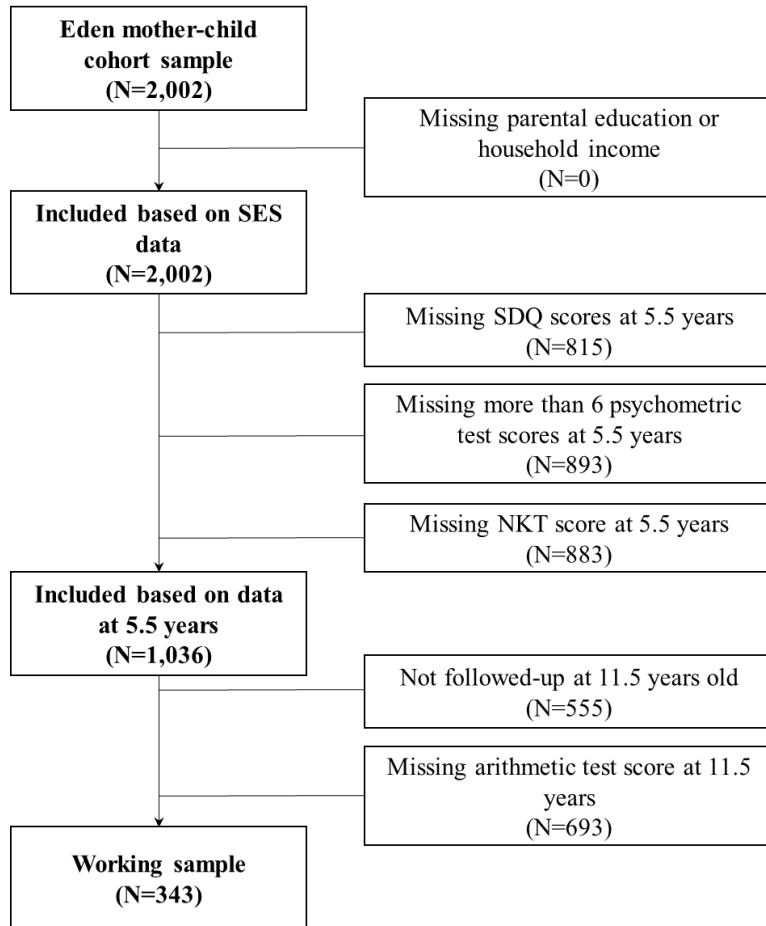 Eden mother-child
cohort sample
(N=2,002)
Missing parental education or
household income
(N=0)
Included based on SES
data
(N=2,002)
Missing SDQ scores at 5.5 years
(N=815)
Missing more than 6 psychometric
test scores at 5.5 years
(N=893)
Missing NKT score at 5.5 years
(N=883)
Included based on data
at 5.5 years
(N=1,036)
Not followed-up at 11.5 years old
(N=555)
Missing arithmetic test score at 11.5
years
(N=693)
Working sample
(N=343)